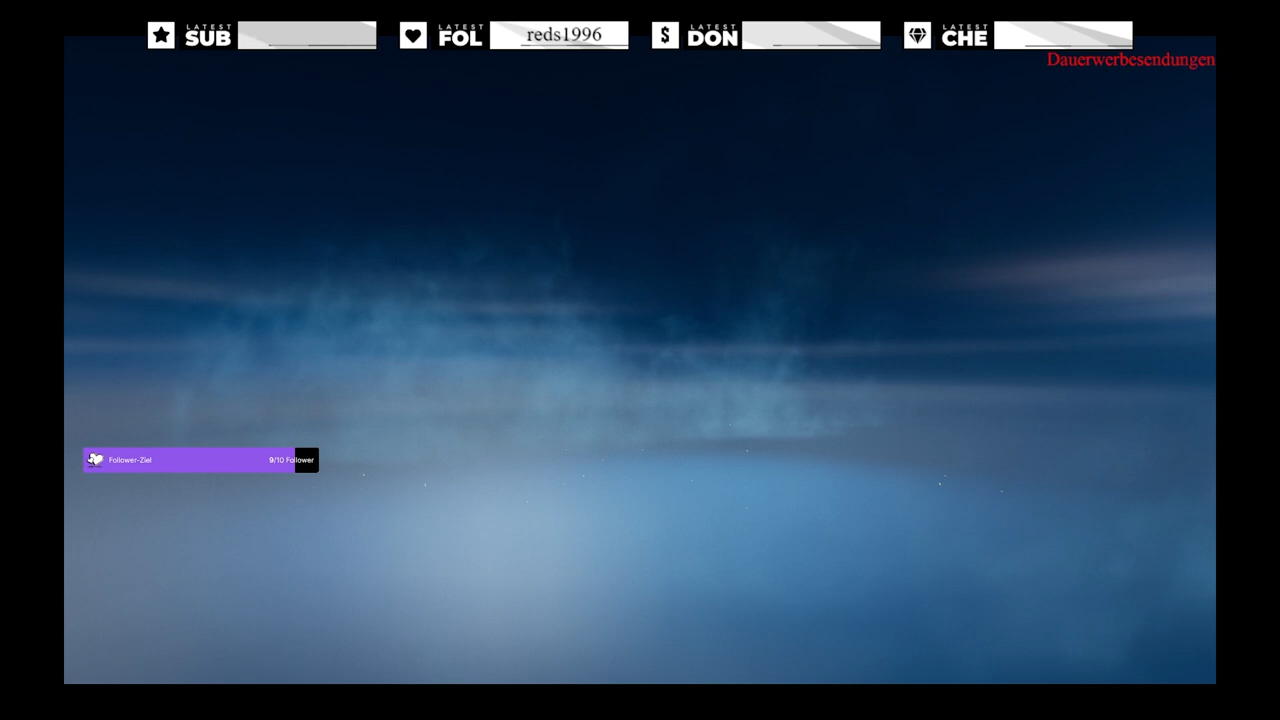 LATEST
SUB
LATEST
FOL
reds1996
LATEST
DON
LATEST
CHE
Dauerwerbesendungen
Follower-Ziel 9/10 Follower